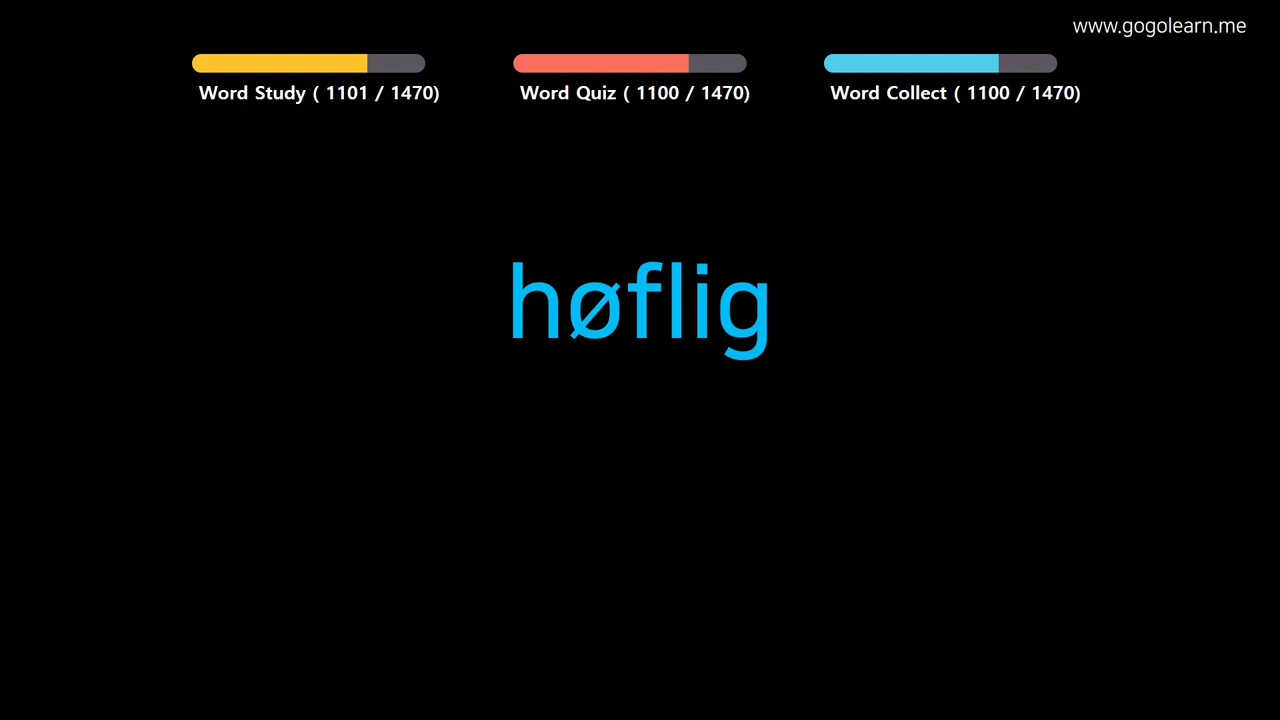 www.gogolearn.me
Word Study ( 1101 / 1470)
Word Quiz ( 1100 / 1470)
Word Collect ( 1100 / 1470)
høflig